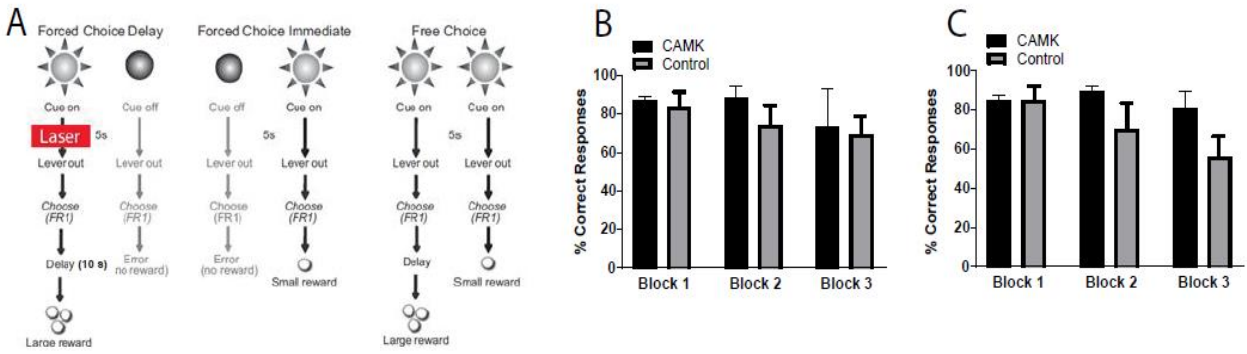 A
Forced Choice Delay
Forced Choice Immediate
Free Choice
Cue on
Cue off
Cue off
Cue on
Cue on
Cue on
Laser
5s
5s
5s
Lever out
Lever out
Lever out
Lever out
Lever out
Lever out
Choose
(FR1)
Choose
(FR1)
Choose
(FR1)
Choose
(FR1)
Choose
(FR1)
Choose
(FR1)
Delay (10 s)
Error
no reward)
Error
(no reward)
Small reward
Delay
Small reward
Large reward
Large reward
B
CAMK
Control
% Correct Responses
100
80
60
40
20
0
Block 1
Block 2
Block 3
C
CAMK
Control
% Correct Responses
100
80
60
40
20
0
Block 1
Block 2
Block 3